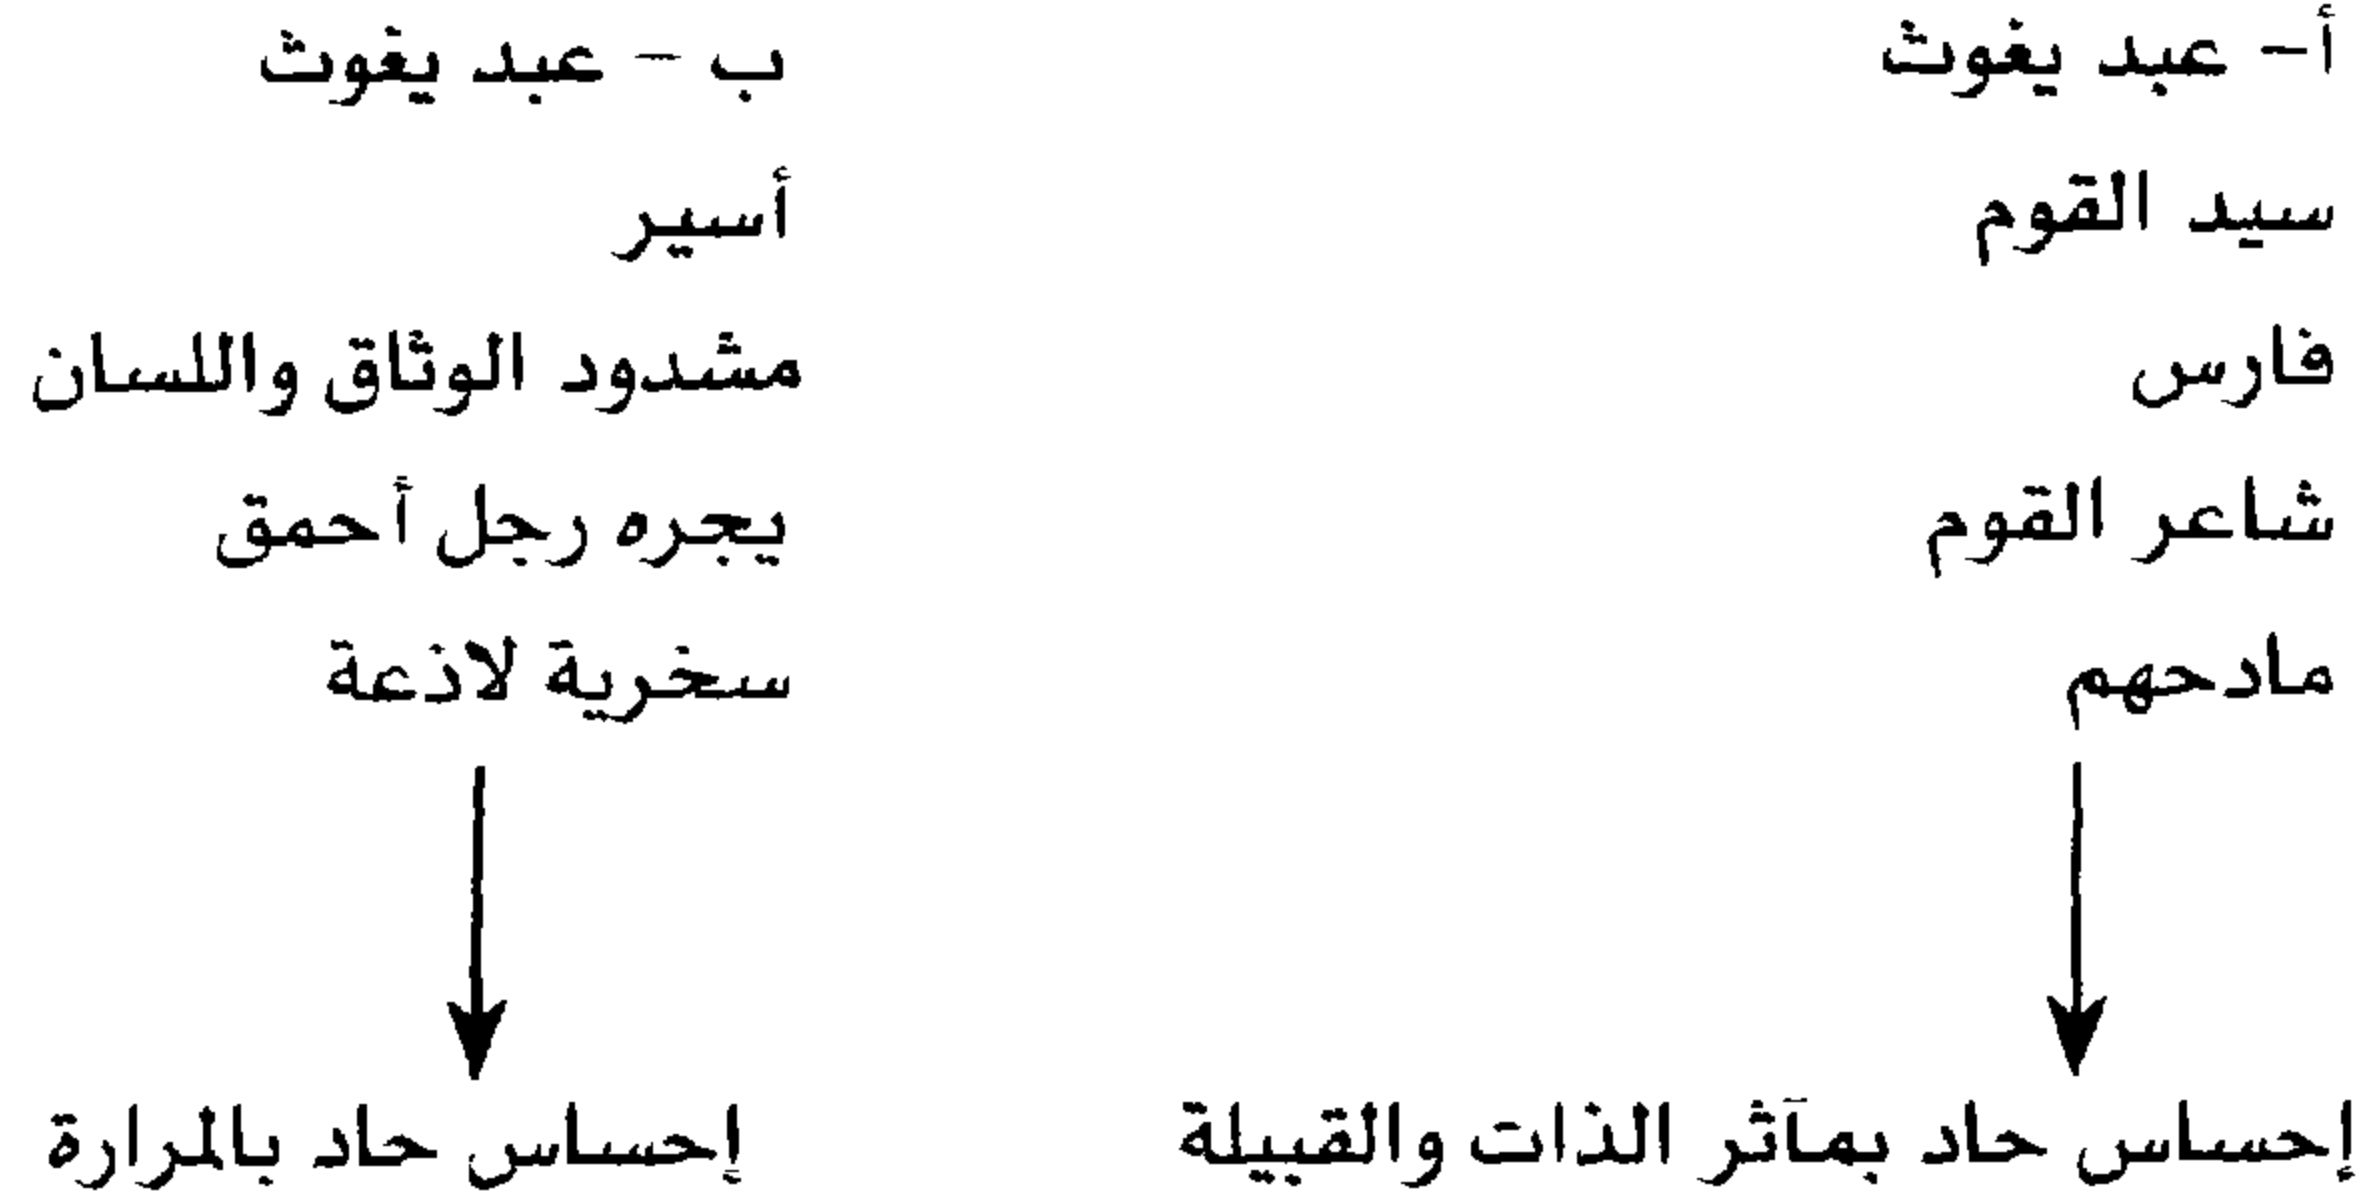 أ- عبد يغوث
سيد القوم
فارس
شاعر القوم
مادحهم
إحساس حاد بمآثر الذات والقبيلة
ب - عبد يغوث
أسير
مشدود الوثاق واللسان
يجره رجل أحمق
سخرية لاذعة
إحساس حاد بالمرارة